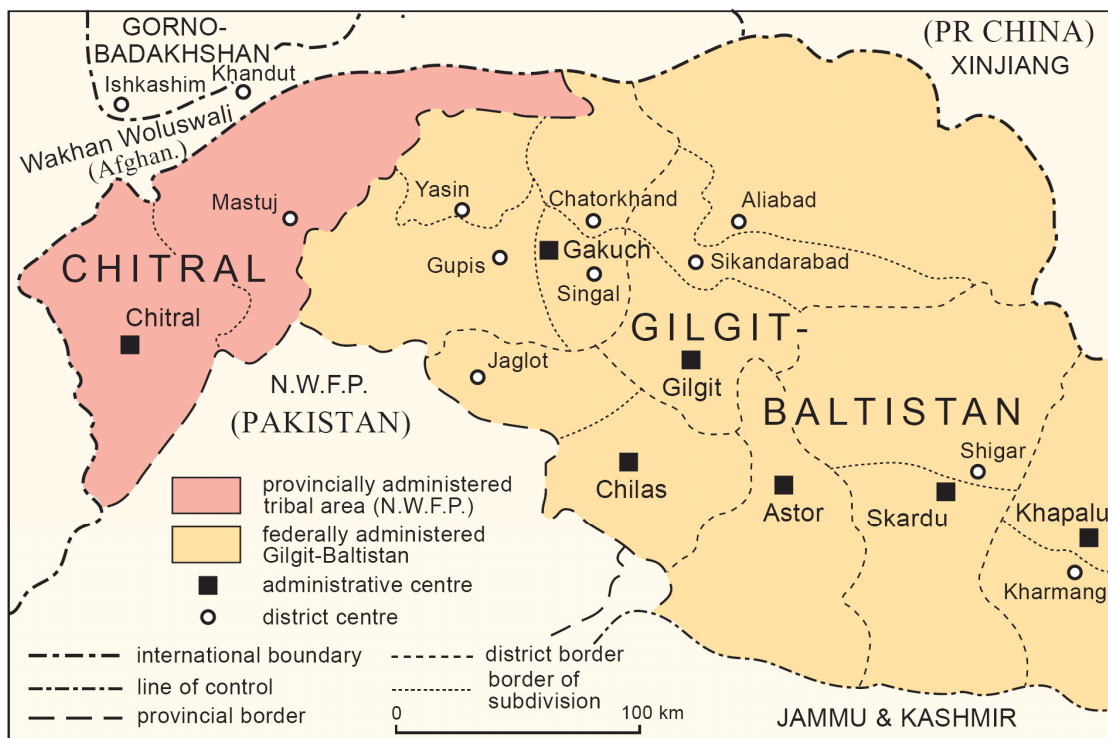 GORNO-
BADAKHSHAN
Ishkashim
Khandut
Wakhan Woluswali
(Afghan.)
(PR CHINA)
XINJIANG
Mastuj
CHITRAL
Chitral
Yasin
Gupis
Chatorkhand
Gakuch
Singal
Aliabad
Sikandarabad
GILGIT-
BALTISTAN
Jaglot
Gilgit
N.W.F.P.
(PAKISTAN)
Chilas
Astor
Shigar
Skardu
Khapalu
Kharmang
provincially administered
tribal area (N.W.F.P.)
federally administered
Gilgit-Baltistan
administrative centre
district centre
international boundary
line of control
provincial border
district border
border of
subdivision
0 100 km
JAMMU & KASHMIR